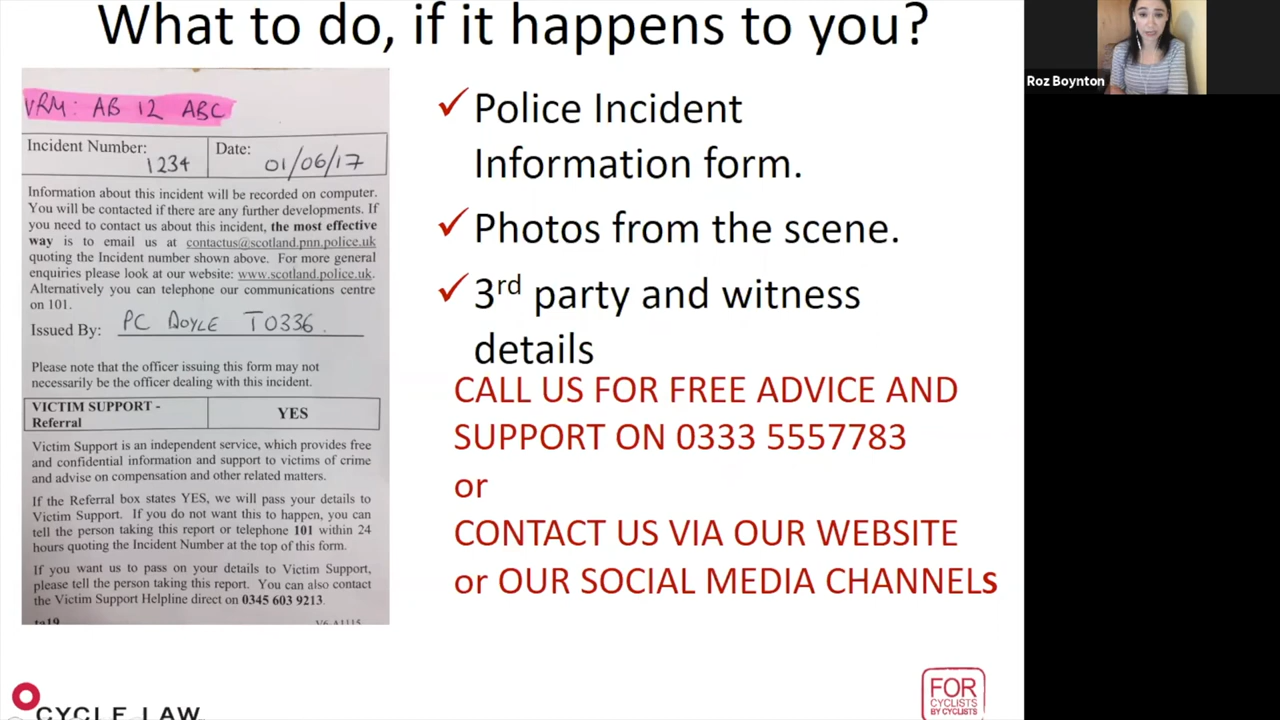 What to do, if it happens to you?
VRM: AB 12 ABC
Incident Number:
1234
Date:
01/06/17
Information about this incident will be recorded on computer.
You will be contacted if there are any further developments. If
you need to contact us about this incident, the most effective
way is to email us at contactus@scotland.pnn.police.uk
quoting the Incident number shown above. For more general
enquiries please look at our website: www.scotland.police.uk.
Alternatively you can telephone our communications centre
on 101.
Issued By: PC DOYLE T0336.
Please note that the officer issuing this form may not
necessarily be the officer dealing with this incident.
VICTIM SUPPORT -
Referral
YES
Victim Support is an independent service, which provides free
and confidential information and support to victims of crime
and advise on compensation and other related matters.
If the Referral box states YES, we will pass your details to
Victim Support. If you do not want this to happen, you can
tell the person taking this report or telephone 101 within 24
hours quoting the Incident Number at the top of this form.
If you want us to pass on your details to Victim Support,
please tell the person taking this report. You can also contact
the Victim Support Helpline direct on 0345 603 9213.
✓ Police Incident
Information form.
✓ Photos from the scene.
✓ 3rd party and witness
details
CALL US FOR FREE ADVICE AND
SUPPORT ON 0333 5557783
or
CONTACT US VIA OUR WEBSITE
or OUR SOCIAL MEDIA CHANNELs
Roz Boynton
CYCLE LAW
FOR
CYCLISTS
BY CYCLISTS